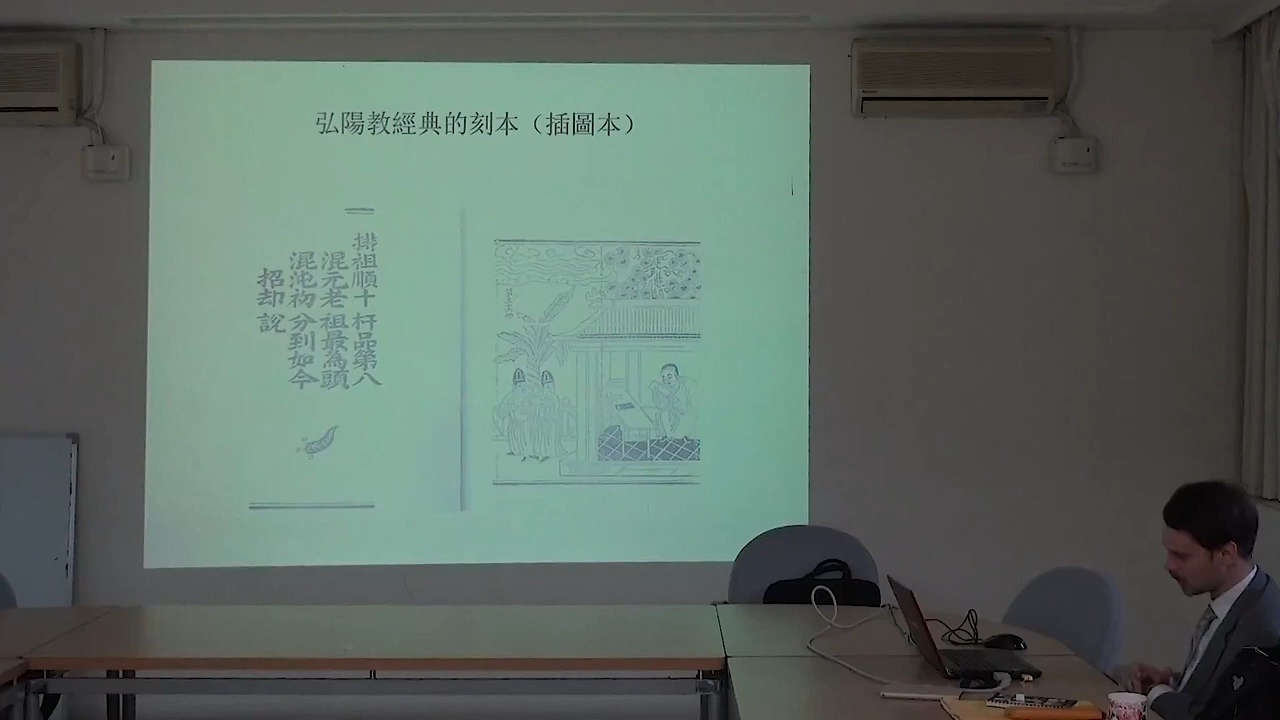 弘陽教經典的刻本（插圖本）
排祖順十杆品第八
混元老祖最為頭
混沌初分到如今
招却說